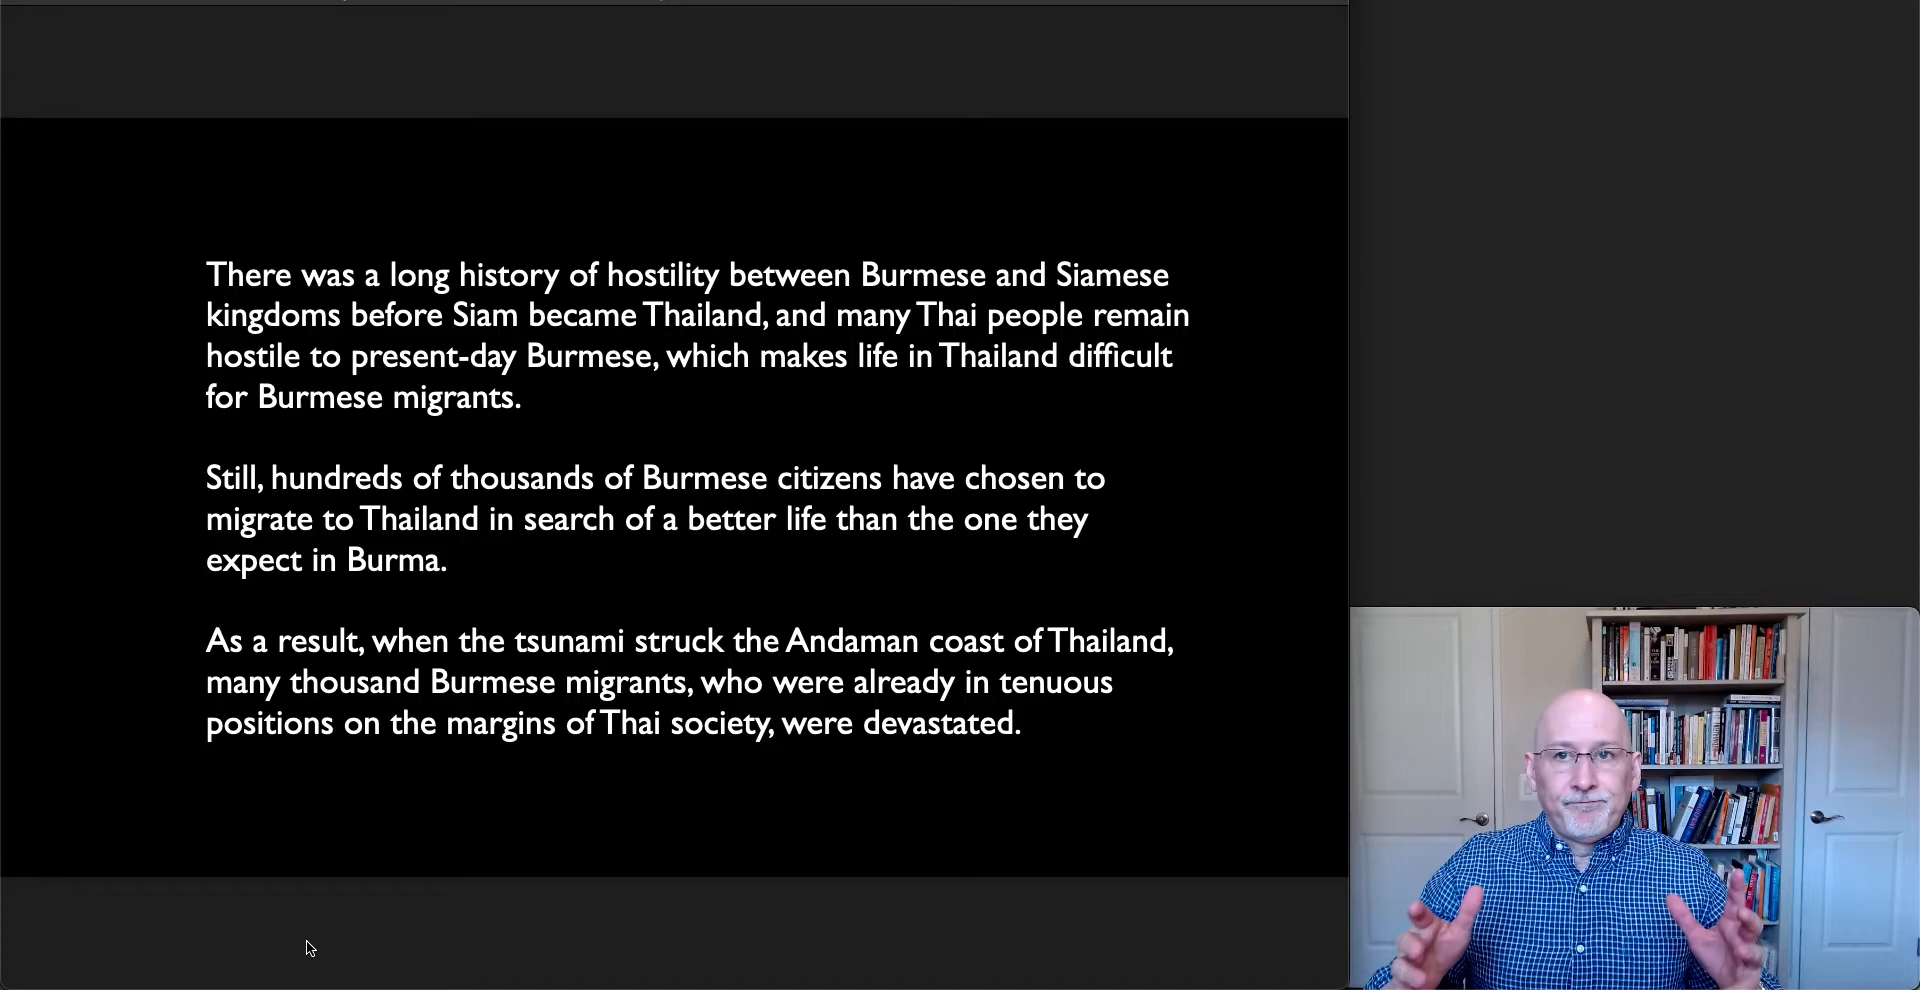 There was a long history of hostility between Burmese and Siamese
kingdoms before Siam became Thailand, and many Thai people remain
hostile to present-day Burmese, which makes life in Thailand difficult
for Burmese migrants.
Still, hundreds of thousands of Burmese citizens have chosen to
migrate to Thailand in search of a better life than the one they
expect in Burma.
As a result, when the tsunami struck the Andaman coast of Thailand,
many thousand Burmese migrants, who were already in tenuous
positions on the margins of Thai society, were devastated.